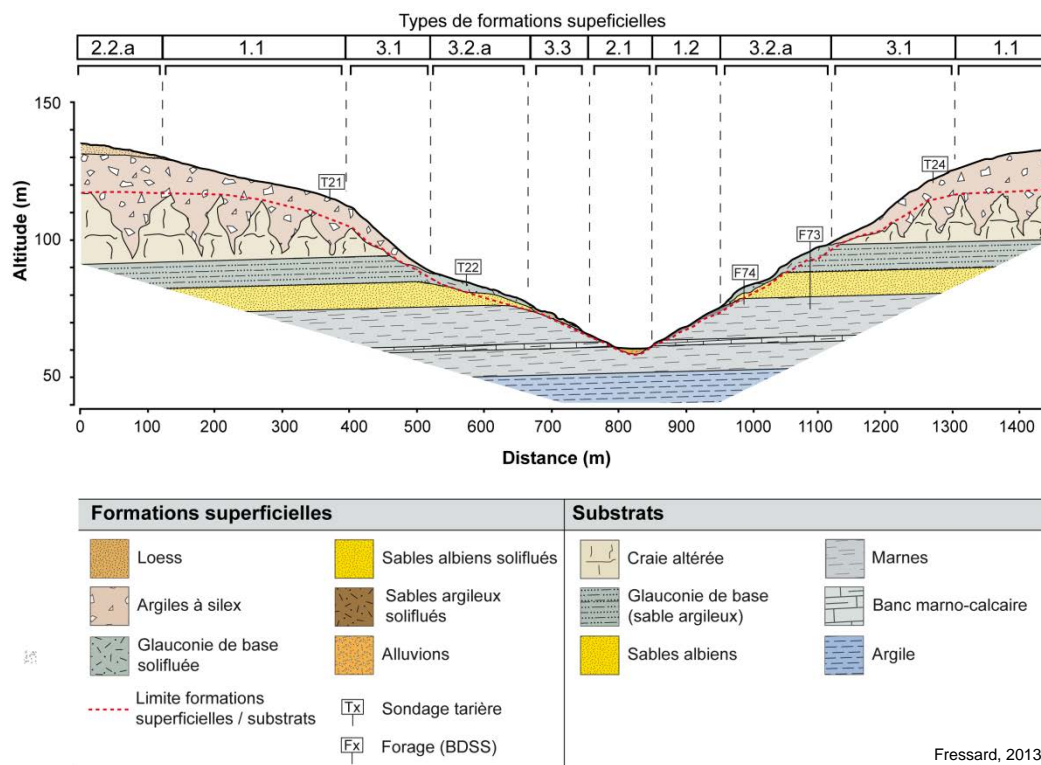 Types de formations supeficielles
2.2.a 1.1 3.1 3.2.a 3.3 2.1 1.2 3.2.a 3.1 1.1
150
100
50
Altitude (m)
T21
T22
T24
F73
F74
0 100 200 300 400 500 600 700 800 900 1000 1100 1200 1300 1400
Distance (m)
Formations superficielles
Loess
Argiles à silex
Glauconie de base
solifluée
Limite formations
superficielles / substrats
Sables albiens soliflués
Sables argileux
soliflués
Alluvions
Tx Sondage tarière
Fx Forage (BDSS)
Substrats
Craie altérée
Glauconie de base
(sable argileux)
Sables albiens
Marnes
Banc marno-calcaire
Argile
Fressard, 2013